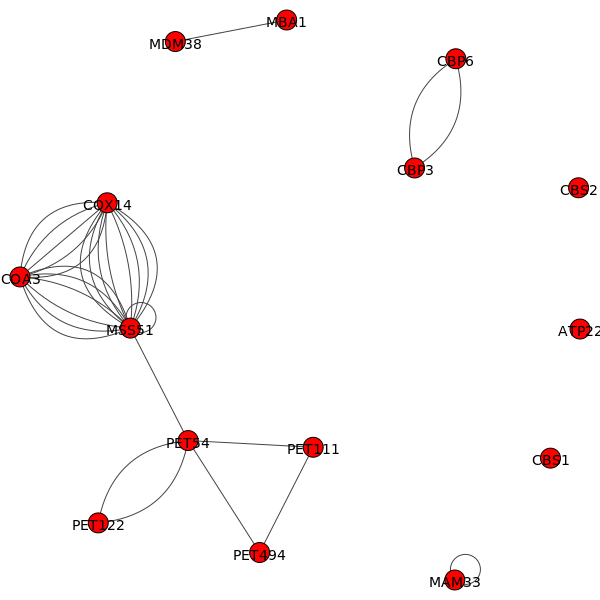 MBA1
MDM38
CBP6
CBP3
CBS2
COX14
COA3
MSS51
ATP22
PET54
PET111
CBS1
PET122
PET494
MAM33